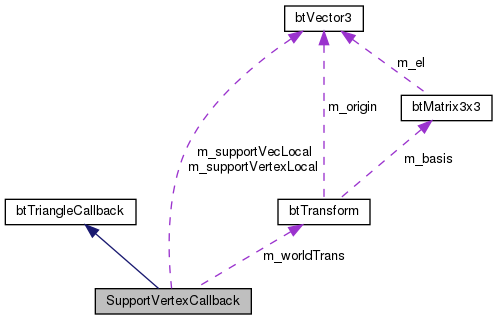 btVector3
m_el
m_origin
btMatrix3x3
m_supportVecLocal
m_supportVertexLocal
m_basis
btTriangleCallback
btTransform
m_worldTrans
SupportVertexCallback